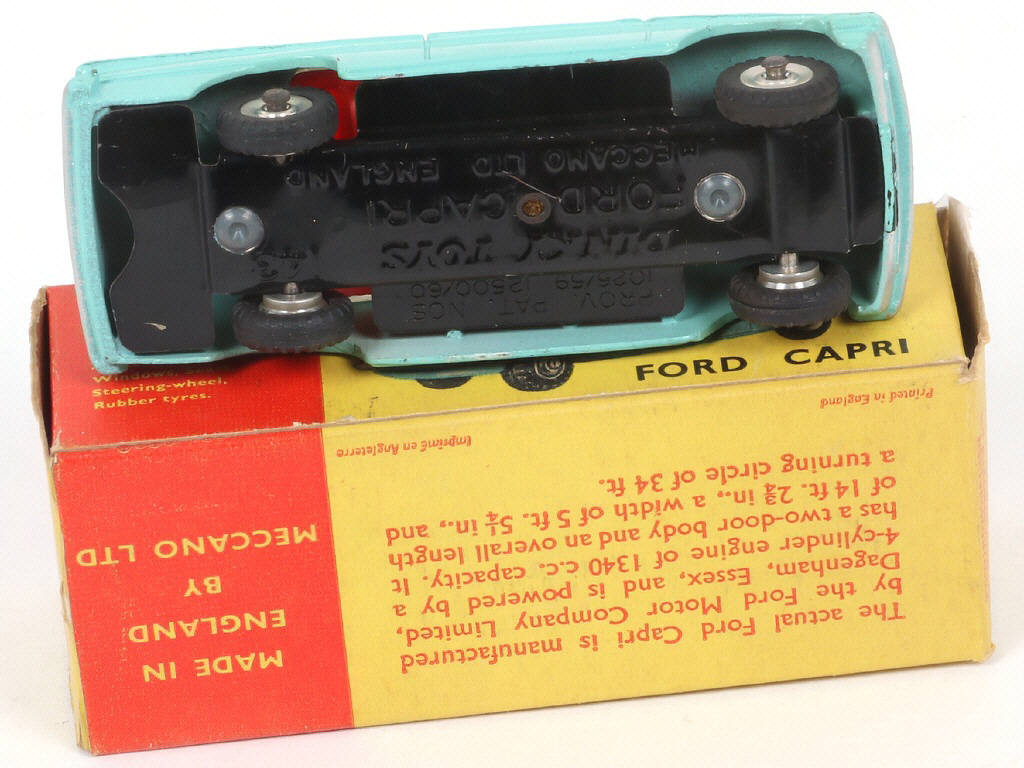 DINKY TOYS
FORD CAPRI
MECCANO LTD ENGLAND
PROV. PAT. NOS
1026/59 12500/60
Steering-wheel.
Rubber tyres.
FORD CAPRI
MADE IN
ENGLAND
BY
MECCANO LTD
The actual Ford Capri is manufactured
by the Ford Motor Company Limited,
Dagenham, Essex, and is powered by a
4-cylinder engine of 1340 c.c. capacity. It
has a two-door body and an overall length
of 14 ft. 2¾ in., a width of 5 ft. 5¼ in., and
a turning circle of 34 ft.
Imprimé en Angleterre
Printed in England